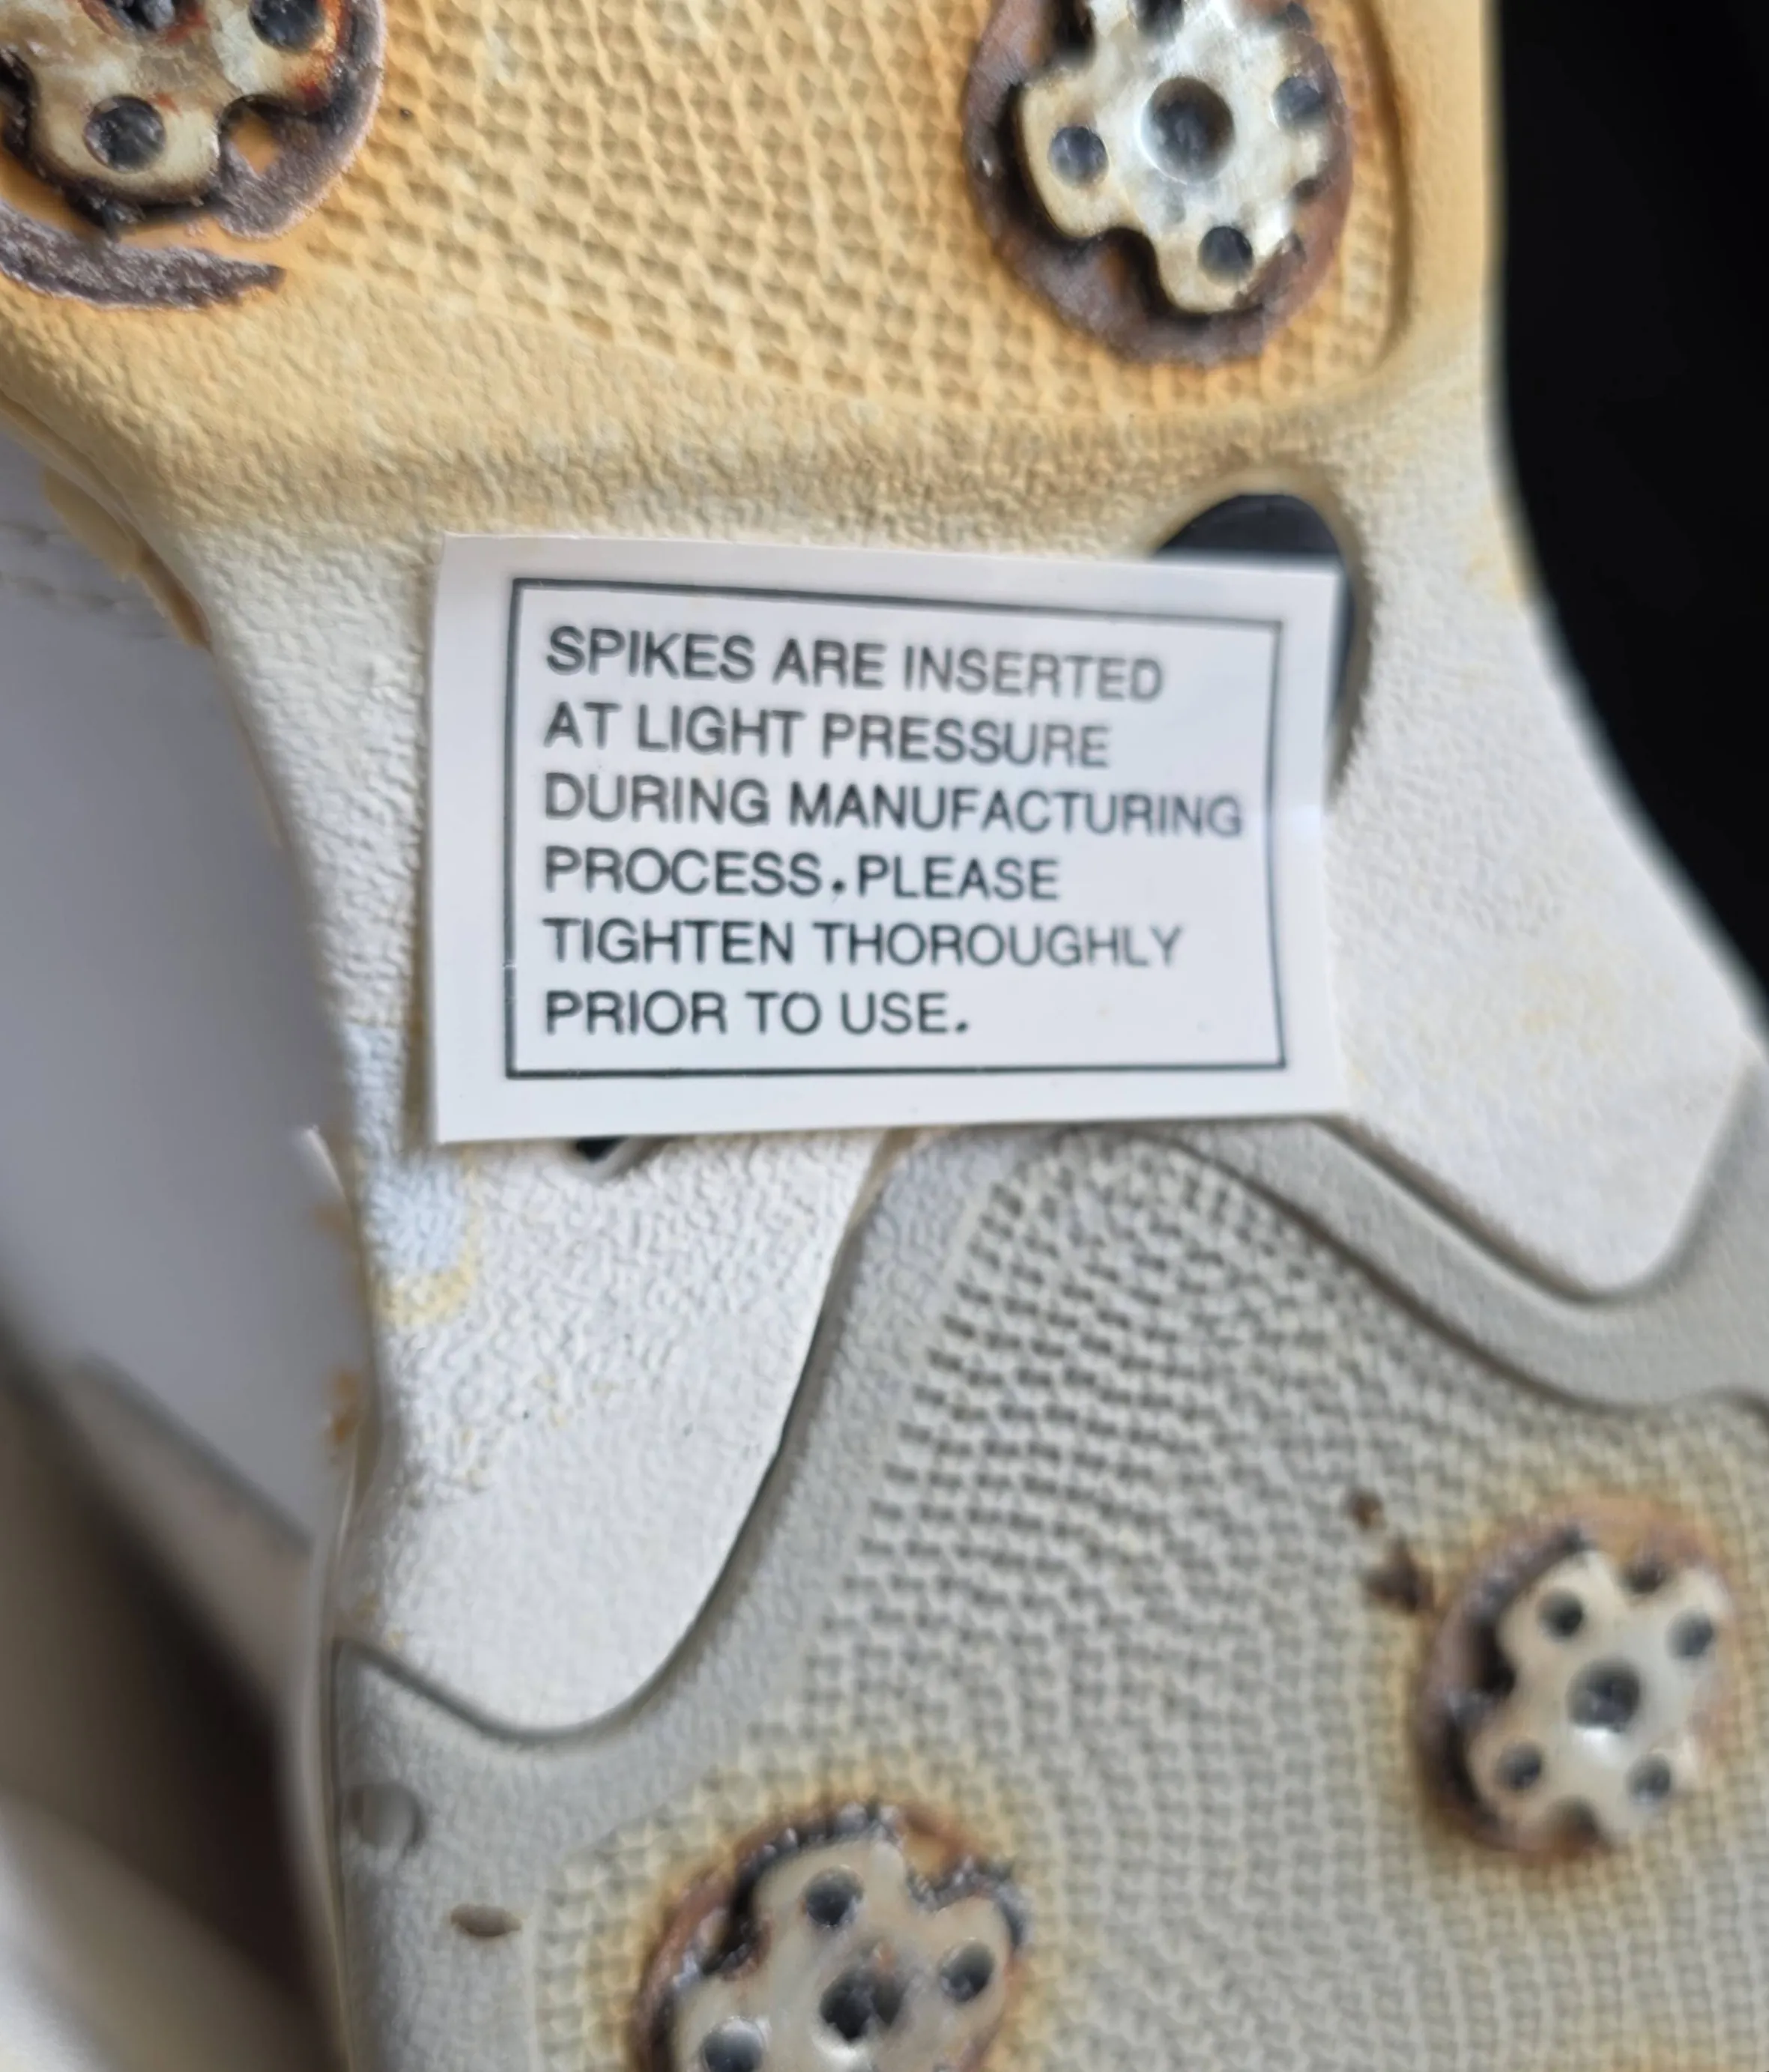 SPIKES ARE INSERTED
AT LIGHT PRESSURE
DURING MANUFACTURING
PROCESS.PLEASE
TIGHTEN THOROUGHLY
PRIOR TO USE.